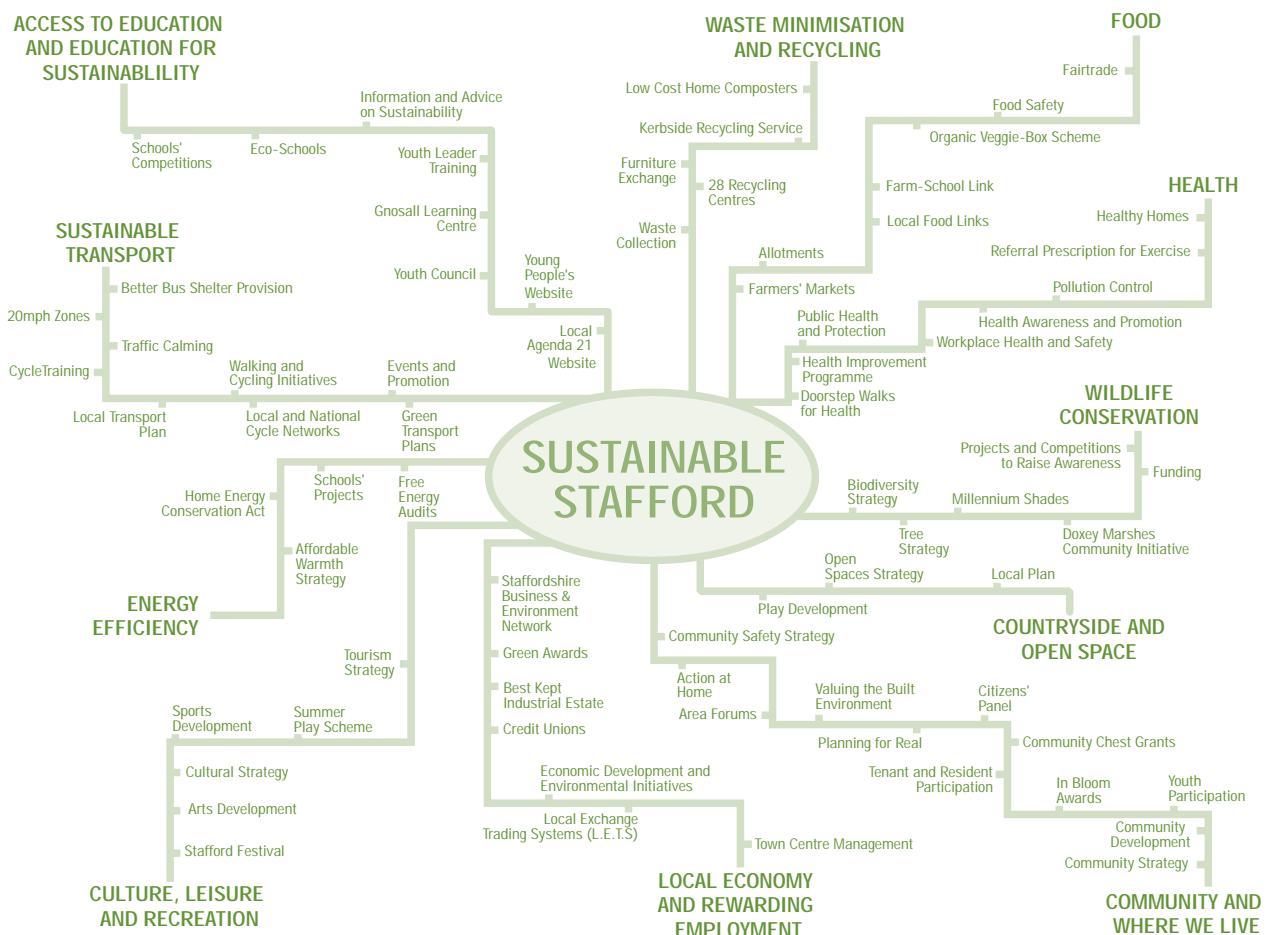 ACCESS TO EDUCATION
AND EDUCATION FOR
SUSTAINABLILITY
Information and Advice
on Sustainability
Schools'
Competitions
Eco-Schools
Youth Leader
Training
Gnosall Learning
Centre
Youth Council
Young
People's
Website
Local
Agenda 21
Website
WASTE MINIMISATION
AND RECYCLING
Low Cost Home Composters
Kerbside Recycling Service
Furniture
Exchange
28 Recycling
Centres
Waste
Collection
FOOD
Fairtrade
Food Safety
Organic Veggie-Box Scheme
Farm-School Link
Local Food Links
Allotments
Farmers' Markets
HEALTH
Healthy Homes
Referral Prescription for Exercise
Pollution Control
Health Awareness and Promotion
Workplace Health and Safety
Public Health
and Protection
Health Improvement
Programme
Doorstep Walks
for Health
SUSTAINABLE
TRANSPORT
Better Bus Shelter Provision
20mph Zones
Traffic Calming
CycleTraining
Walking and
Cycling Initiatives
Events and
Promotion
Local Transport
Plan
Local and National
Cycle Networks
Green
Transport
Plans
SUSTAINABLE
STAFFORD
WILDLIFE
CONSERVATION
Projects and Competitions
to Raise Awareness
Funding
Biodiversity
Strategy
Millennium Shades
Tree
Strategy
Doxey Marshes
Community Initiative
Schools'
Projects
Free
Energy
Audits
Home Energy
Conservation Act
Affordable
Warmth
Strategy
ENERGY
EFFICIENCY
Open
Spaces Strategy
Local Plan
Play Development
COUNTRYSIDE AND
OPEN SPACE
Tourism
Strategy
Sports
Development
Summer
Play Scheme
Cultural Strategy
Arts Development
Stafford Festival
CULTURE, LEISURE
AND RECREATION
Staffordshire
Business &
Environment
Network
Green Awards
Best Kept
Industrial Estate
Credit Unions
Economic Development and
Environmental Initiatives
Local Exchange
Trading Systems (L.E.T.S)
Town Centre Management
LOCAL ECONOMY
AND REWARDING
EMPLOYMENT
Community Safety Strategy
Action at
Home
Area Forums
Valuing the Built
Environment
Citizens'
Panel
Planning for Real
Community Chest Grants
Tenant and Resident
Participation
In Bloom
Awards
Youth
Participation
Community
Development
Community Strategy
COMMUNITY AND
WHERE WE LIVE